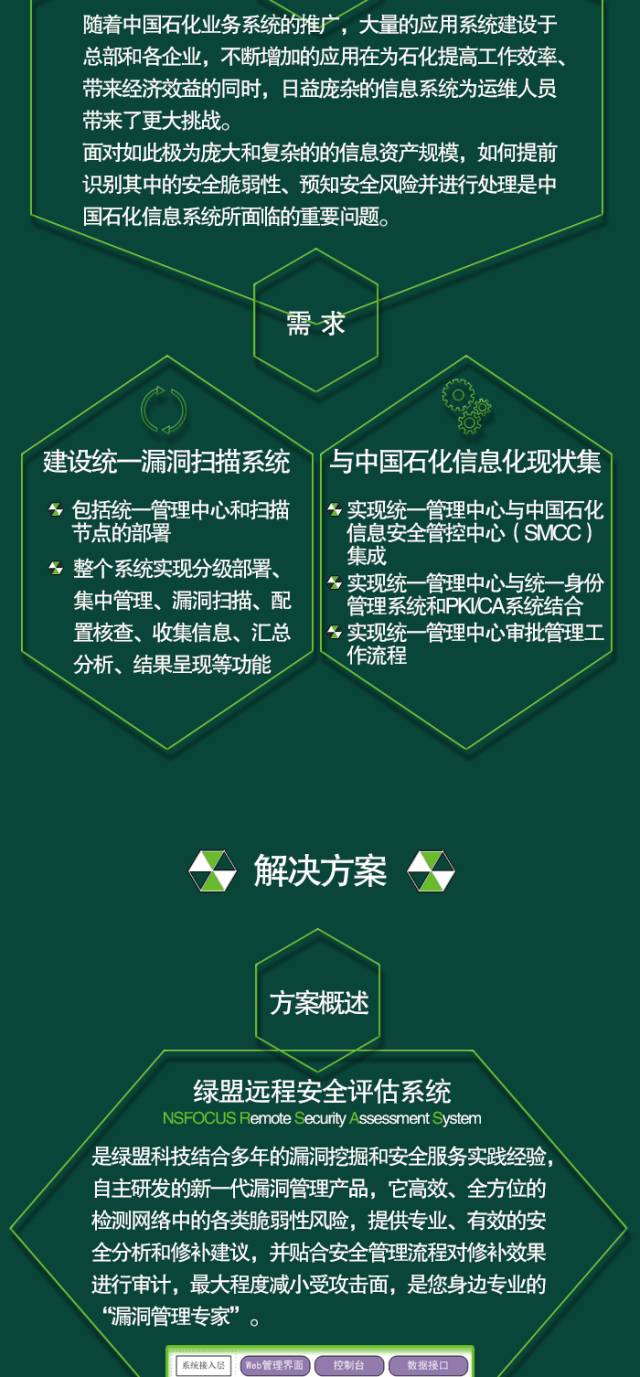 随着中国石化业务系统的推广，大量的应用系统建设于
总部和各企业，不断增加的应用在为石化提高工作效率、
带来经济效益的同时，日益庞杂的信息系统为运维人员
带来了更大挑战。
面对如此极为庞大和复杂的的信息资产规模，如何提前
识别其中的安全脆弱性、预知安全风险并进行处理是中
国石化信息系统所面临的重要问题。
需求
建设统一漏洞扫描系统
包括统一管理中心和扫描
节点的部署
整个系统实现分级部署、
集中管理、漏洞扫描、配
置核查、收集信息、汇总
分析、结果呈现等功能
与中国石化信息化现状集
实现统一管理中心与中国石化
信息安全管控中心（SMCC）
集成
实现统一管理中心与统一身份
管理系统和PKI/CA系统结合
实现统一管理中心审批管理工
作流程
解决方案
方案概述
绿盟远程安全评估系统
NSFOCUS Remote Security Assessment System
是绿盟科技结合多年的漏洞挖掘和安全服务实践经验，
自主研发的新一代漏洞管理产品，它高效、全方位的
检测网络中的各类脆弱性风险，提供专业、有效的安
全分析和修补建议，并贴合安全管理流程对修补效果
进行审计，最大程度减小受攻击面，是您身边专业的
“漏洞管理专家”。
系统接入层 Web管理界面 控制台 数据接口